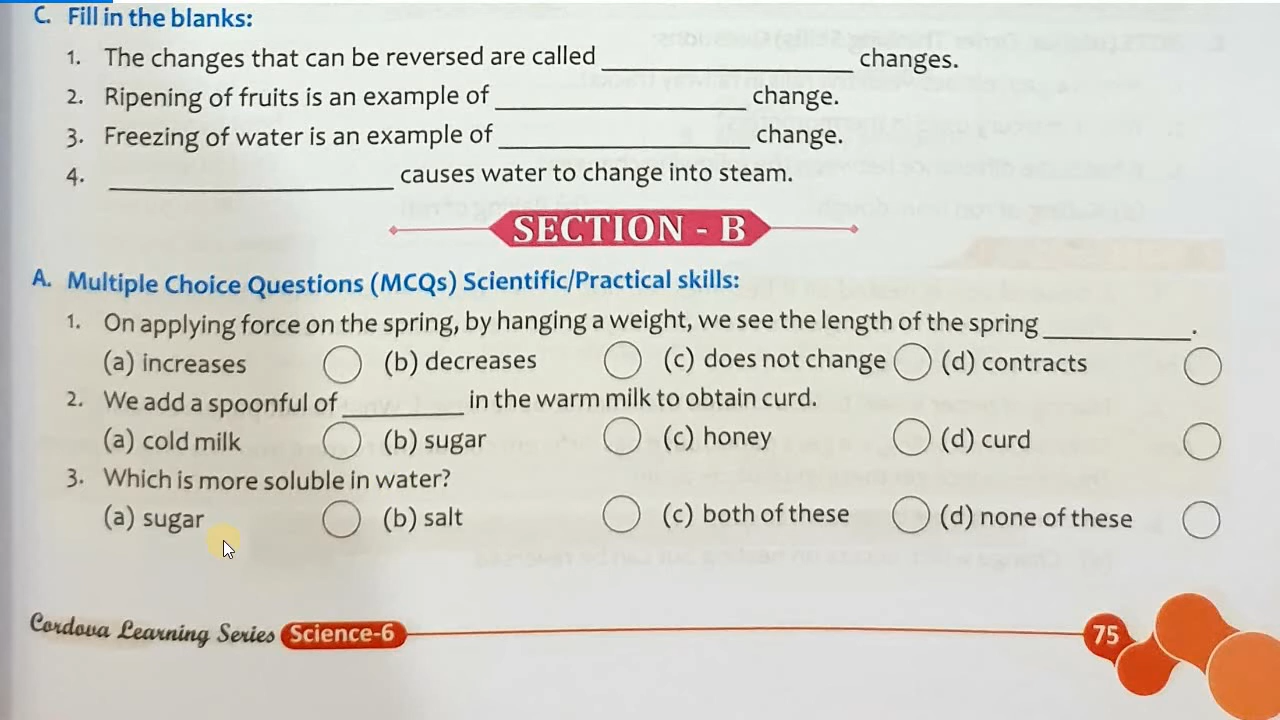 C. Fill in the blanks:
1. The changes that can be reversed are called ____________ changes.
2. Ripening of fruits is an example of ____________ change.
3. Freezing of water is an example of ____________ change.
4. ____________ causes water to change into steam.
SECTION - B
A. Multiple Choice Questions (MCQs) Scientific/Practical skills:
1. On applying force on the spring, by hanging a weight, we see the length of the spring ____________.
(a) increases (b) decreases (c) does not change (d) contracts
2. We add a spoonful of ____________ in the warm milk to obtain curd.
(a) cold milk (b) sugar (c) honey (d) curd
3. Which is more soluble in water?
(a) sugar (b) salt (c) both of these (d) none of these
Cordova Learning Series Science-6 75